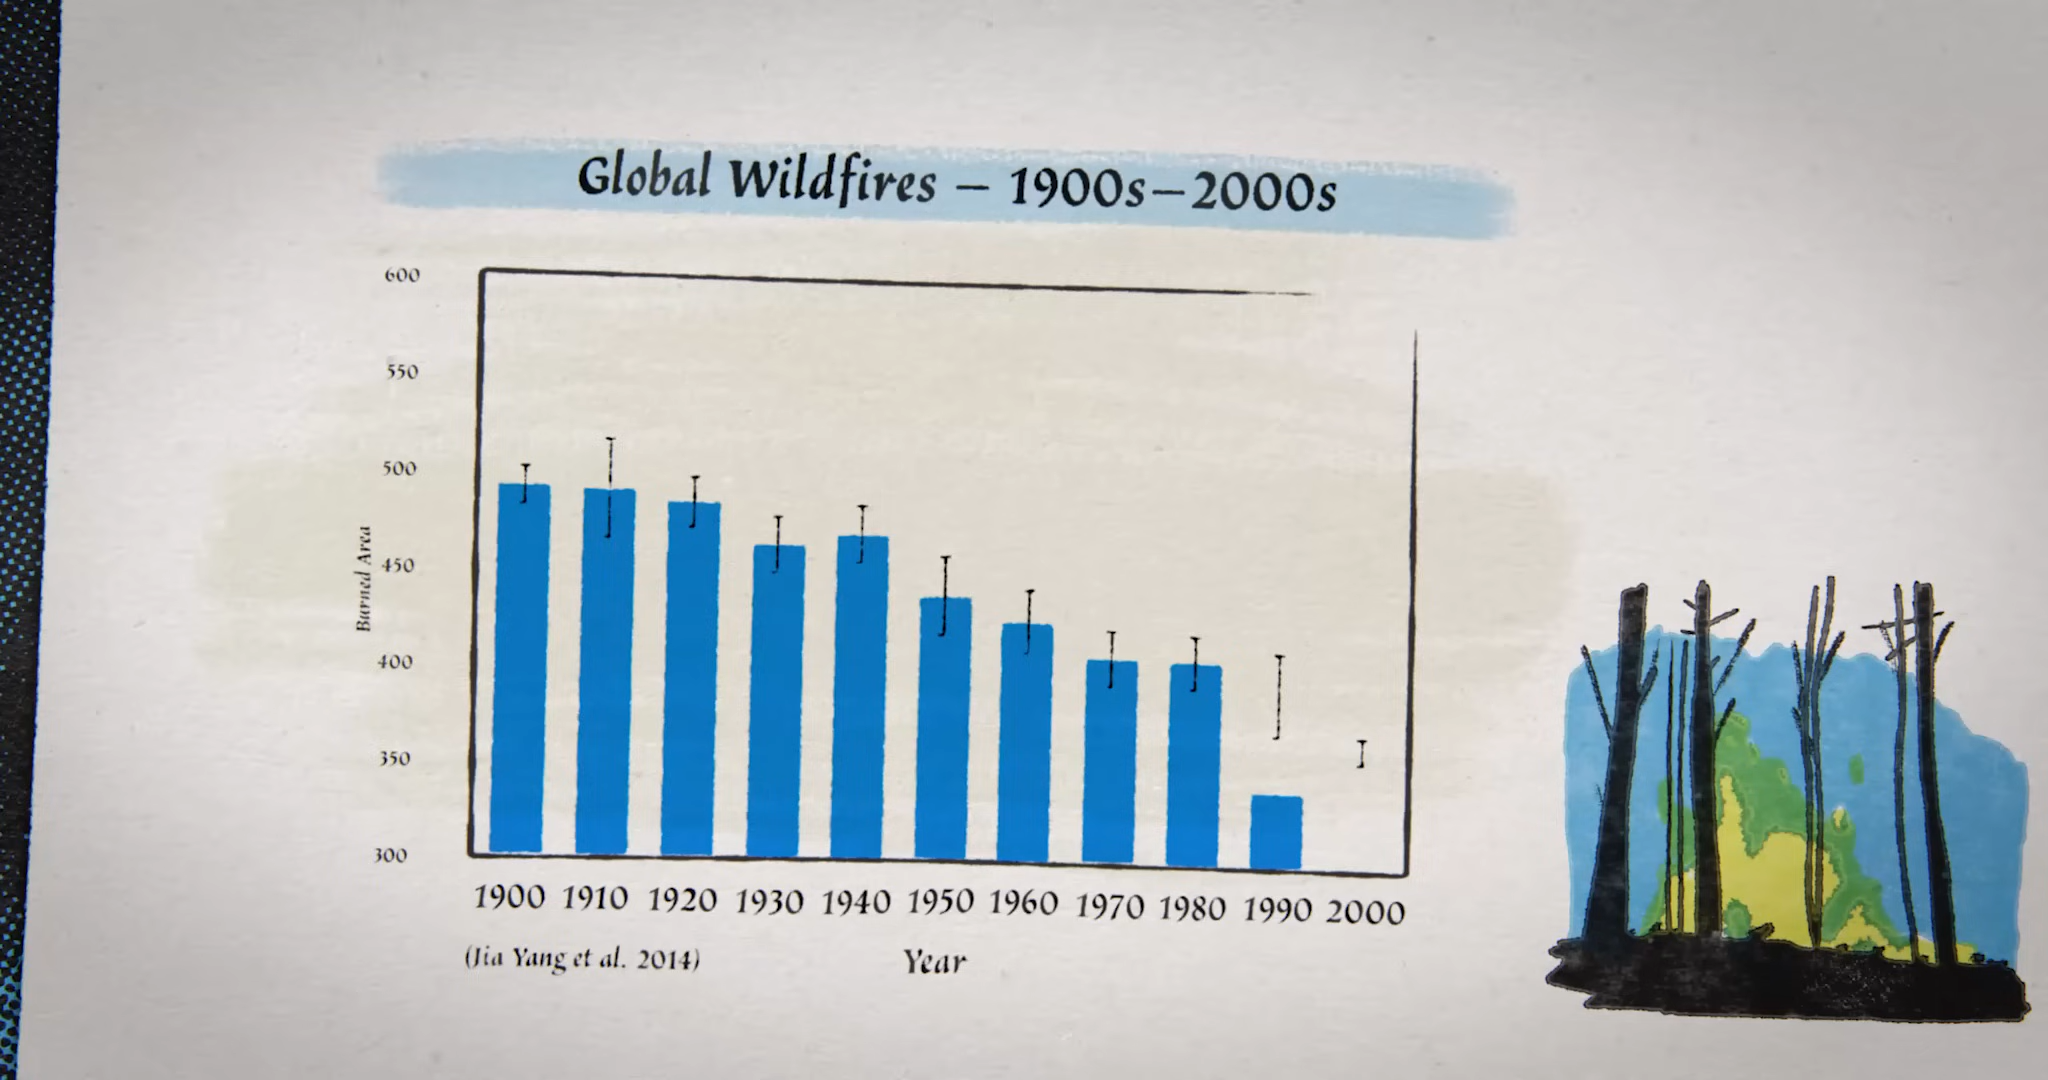 Global Wildfires – 1900s–2000s
600
550
500
450
400
350
300
Burned Area
1900 1910 1920 1930 1940 1950 1960 1970 1980 1990 2000
(Jia Yang et al. 2014)
Year